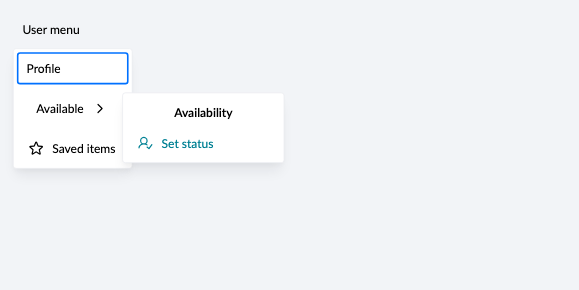 User menu
Profile
Available
Saved items
Availability
Set status